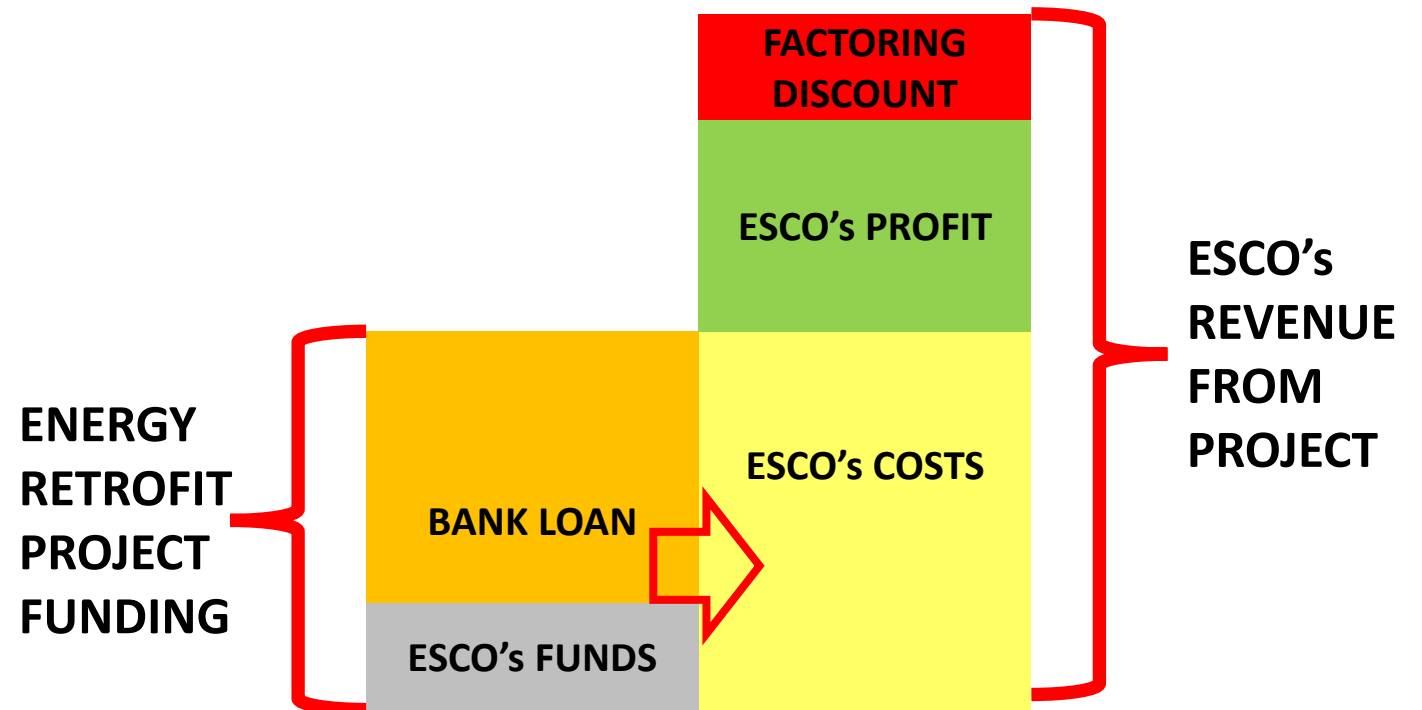 FACTORING
DISCOUNT
ESCO’s PROFIT
ESCO’s
REVENUE
FROM
PROJECT
ENERGY
RETROFIT
PROJECT
FUNDING
BANK LOAN
ESCO’s COSTS
ESCO’s FUNDS